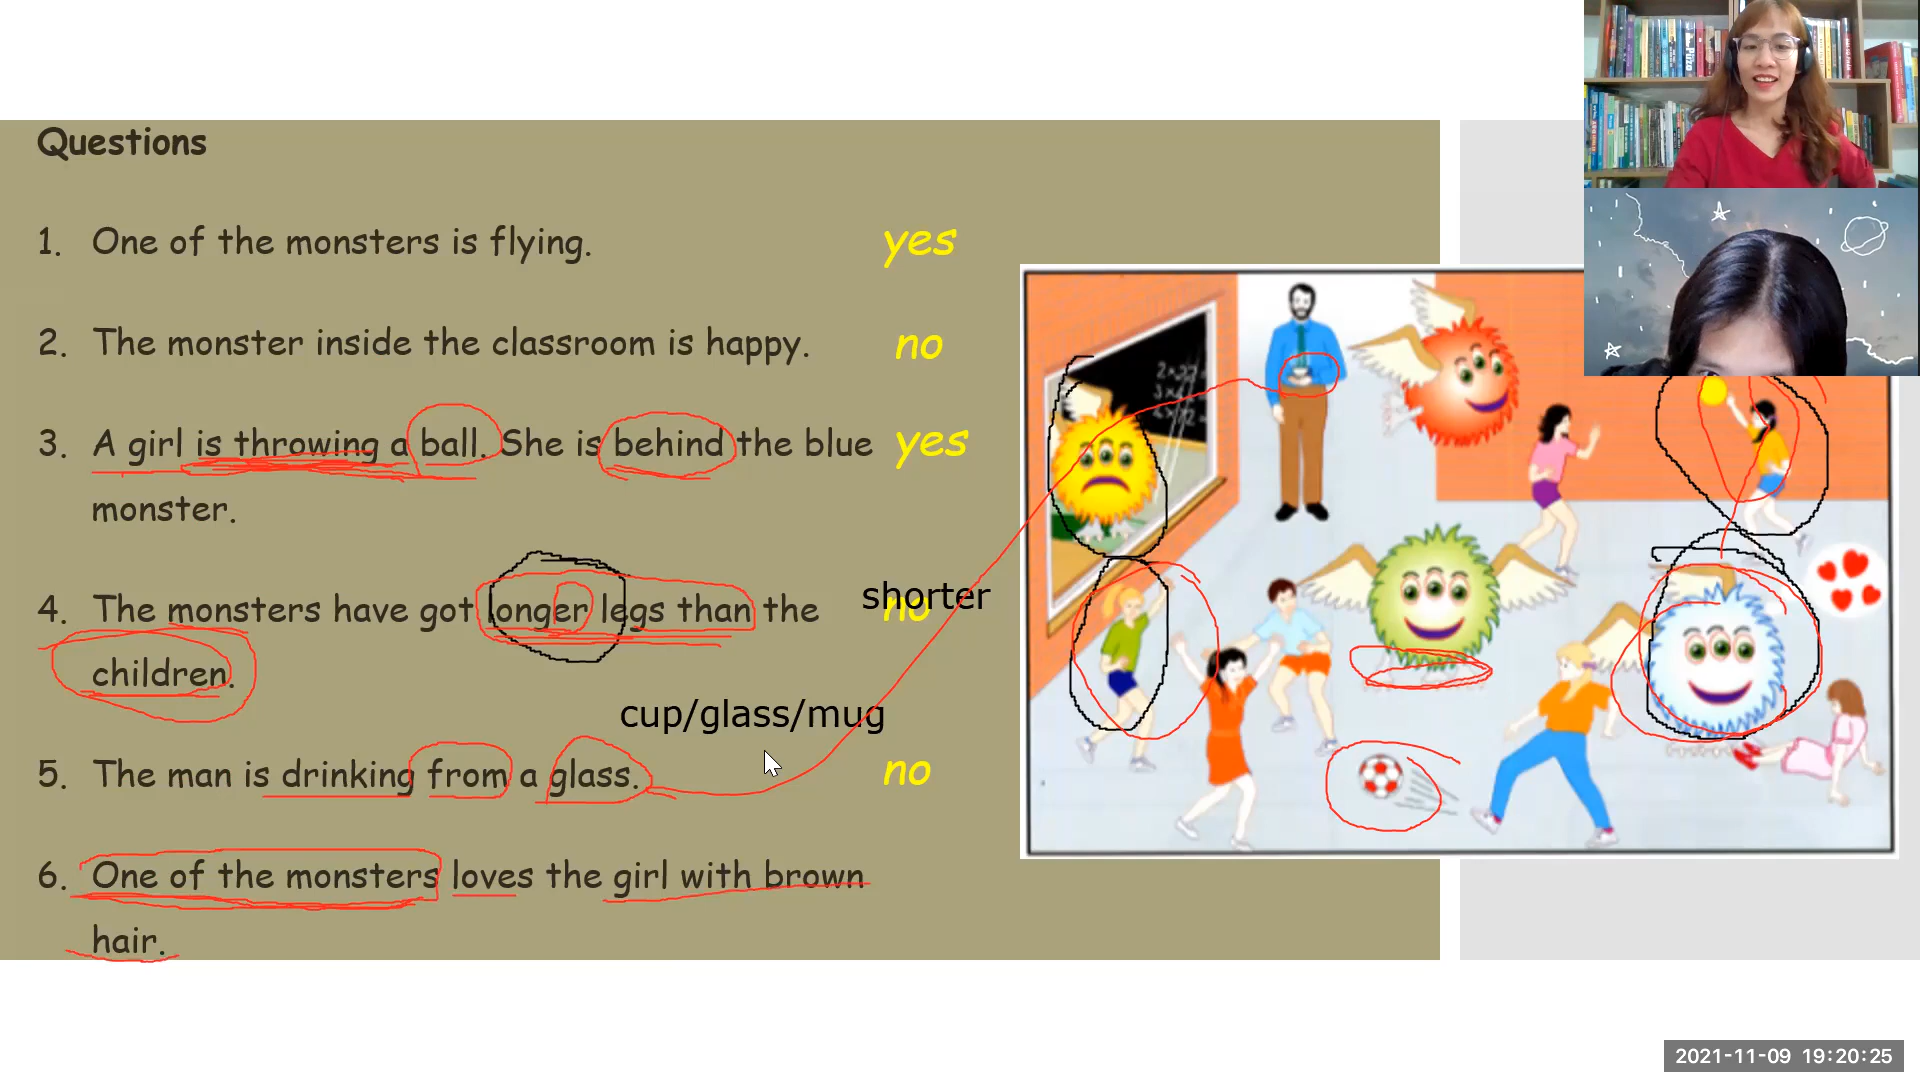 Questions
1. One of the monsters is flying. yes
2. The monster inside the classroom is happy. no
3. A girl is throwing a ball. She is behind the blue yes
monster.
4. The monsters have got longer legs than the no
shorter
children.
cup/glass/mug
5. The man is drinking from a glass. no
6. One of the monsters loves the girl with brown
hair.
2021-11-09 19:20:25